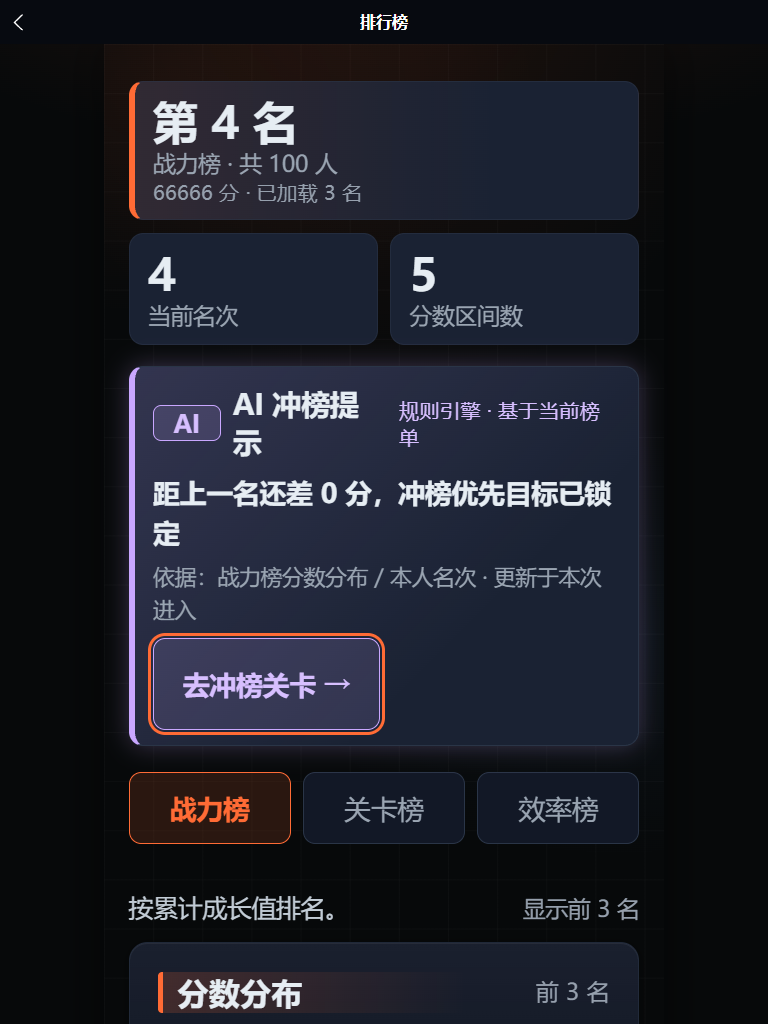 排行榜
第 4 名
战力榜 · 共 100 人
66666 分 · 已加载 3 名
4
当前名次
5
分数区间数
AI
AI 冲榜提
示
规则引擎 · 基于当前榜
单
距上一名还差 0 分，冲榜优先目标已锁
定
依据：战力榜分数分布 / 本人名次 · 更新于本次
进入
去冲榜关卡 →
战力榜
关卡榜
效率榜
按累计成长值排名。
显示前 3 名
分数分布
前 3 名